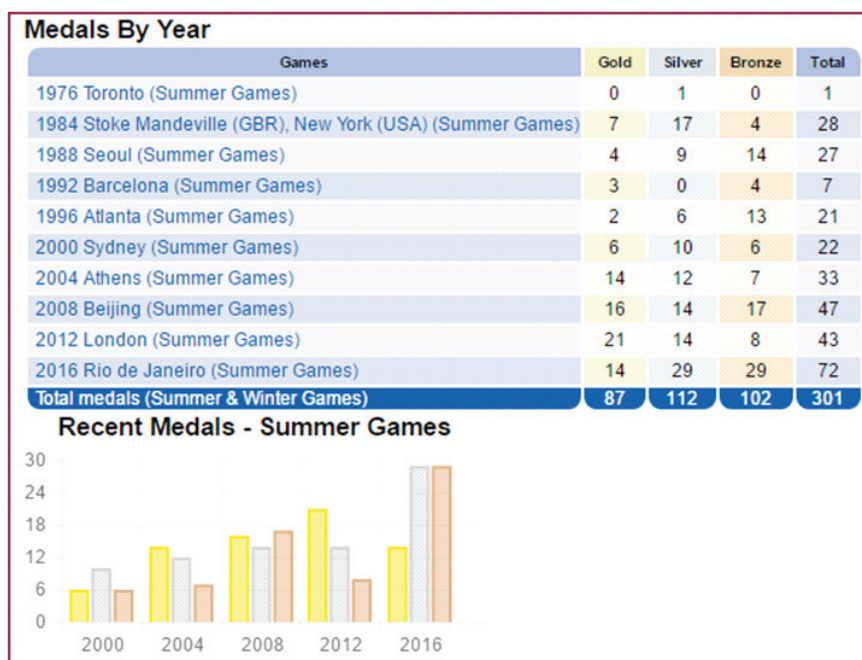 Medals By Year
Games Gold Silver Bronze Total
1976 Toronto (Summer Games) 0 1 0 1
1984 Stoke Mandeville (GBR), New York (USA) (Summer Games) 7 17 4 28
1988 Seoul (Summer Games) 4 9 14 27
1992 Barcelona (Summer Games) 3 0 4 7
1996 Atlanta (Summer Games) 2 6 13 21
2000 Sydney (Summer Games) 6 10 6 22
2004 Athens (Summer Games) 14 12 7 33
2008 Beijing (Summer Games) 16 14 17 47
2012 London (Summer Games) 21 14 8 43
2016 Rio de Janeiro (Summer Games) 14 29 29 72
Total medals (Summer & Winter Games) 87 112 102 301
Recent Medals - Summer Games
30
24
18
12
6
0
2000 2004 2008 2012 2016